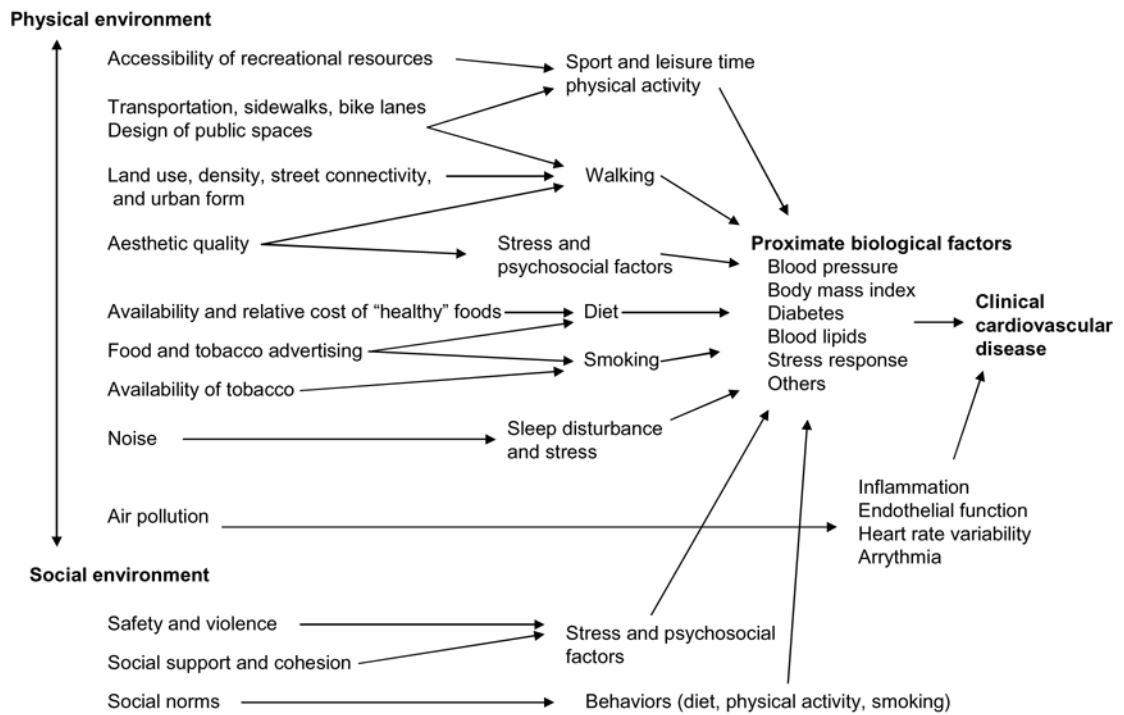 Physical environment
Accessibility of recreational resources
Sport and leisure time
physical activity
Transportation, sidewalks, bike lanes
Design of public spaces
Land use, density, street connectivity,
and urban form
Walking
Aesthetic quality
Stress and
psychosocial factors
Proximate biological factors
Blood pressure
Body mass index
Diabetes
Blood lipids
Stress response
Others
Clinical
cardiovascular
disease
Availability and relative cost of “healthy” foods
Diet
Food and tobacco advertising
Smoking
Availability of tobacco
Noise
Sleep disturbance
and stress
Air pollution
Inflammation
Endothelial function
Heart rate variability
Arrythmia
Social environment
Safety and violence
Social support and cohesion
Stress and psychosocial
factors
Social norms
Behaviors (diet, physical activity, smoking)